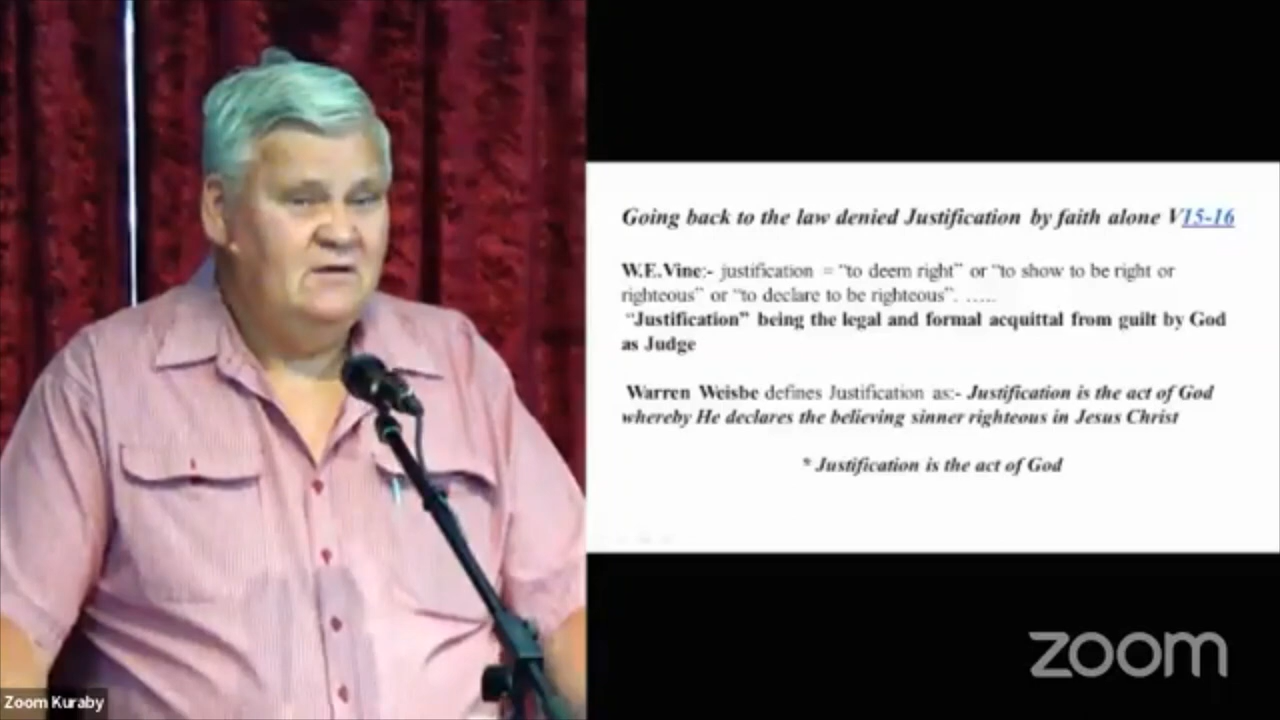 Going back to the law denied Justification by faith alone V15-16
W.E.Vine:- justification = "to deem right" or "to show to be right or
righteous" or "to declare to be righteous". .....
"Justification" being the legal and formal acquittal from guilt by God
as Judge
Warren Weisbe defines Justification as:- Justification is the act of God
whereby He declares the believing sinner righteous in Jesus Christ
* Justification is the act of God
zoom
Zoom Kuraby